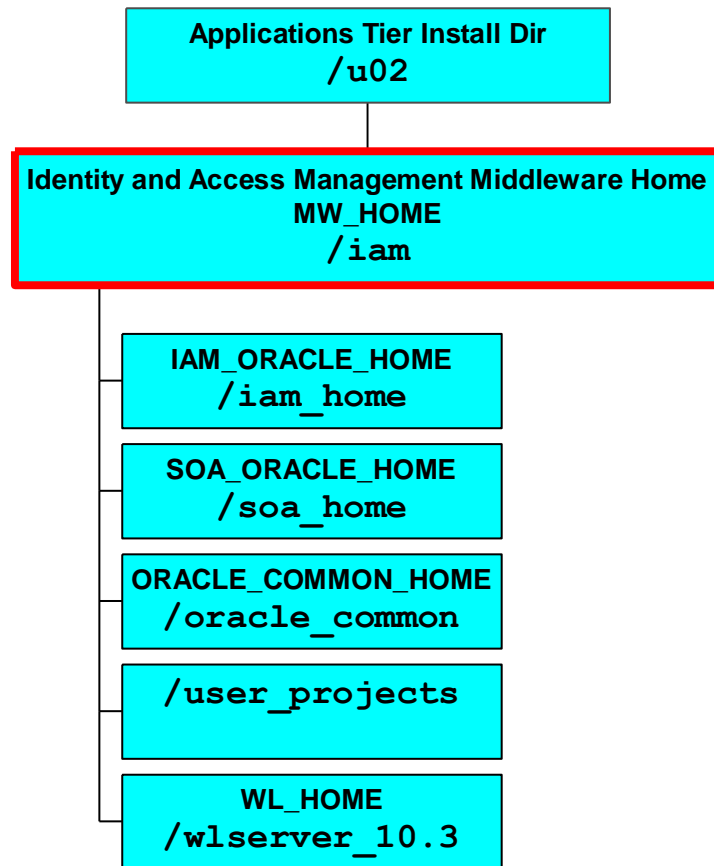 Applications Tier Install Dir
/u02
Identity and Access Management Middleware Home
MW_HOME
/iam
IAM_ORACLE_HOME
/iam_home
SOA_ORACLE_HOME
/soa_home
ORACLE_COMMON_HOME
/oracle_common
/user_projects
WL_HOME
/wlserver_10.3